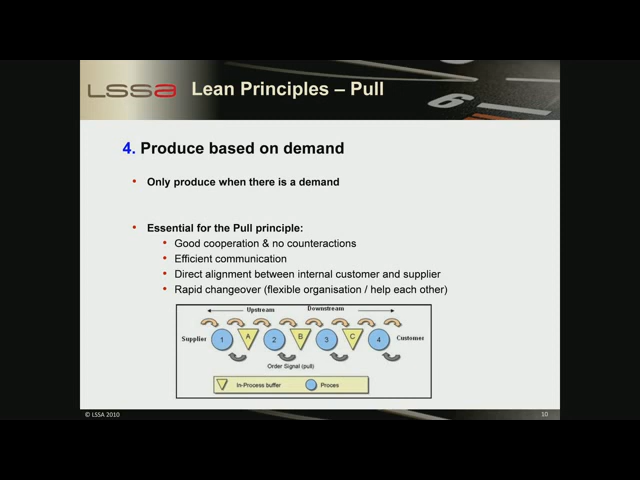 LSSA
Lean Principles – Pull
6
4. Produce based on demand
• Only produce when there is a demand
• Essential for the Pull principle:
• Good cooperation & no counteractions
• Efficient communication
• Direct alignment between internal customer and supplier
• Rapid changeover (flexible organisation / help each other)
Upstream Downstream
Supplier 1 A 2 B 3 C 4 Customer
Order Signal (pull)
In-Process buffer Proces
© LSSA 2010 10